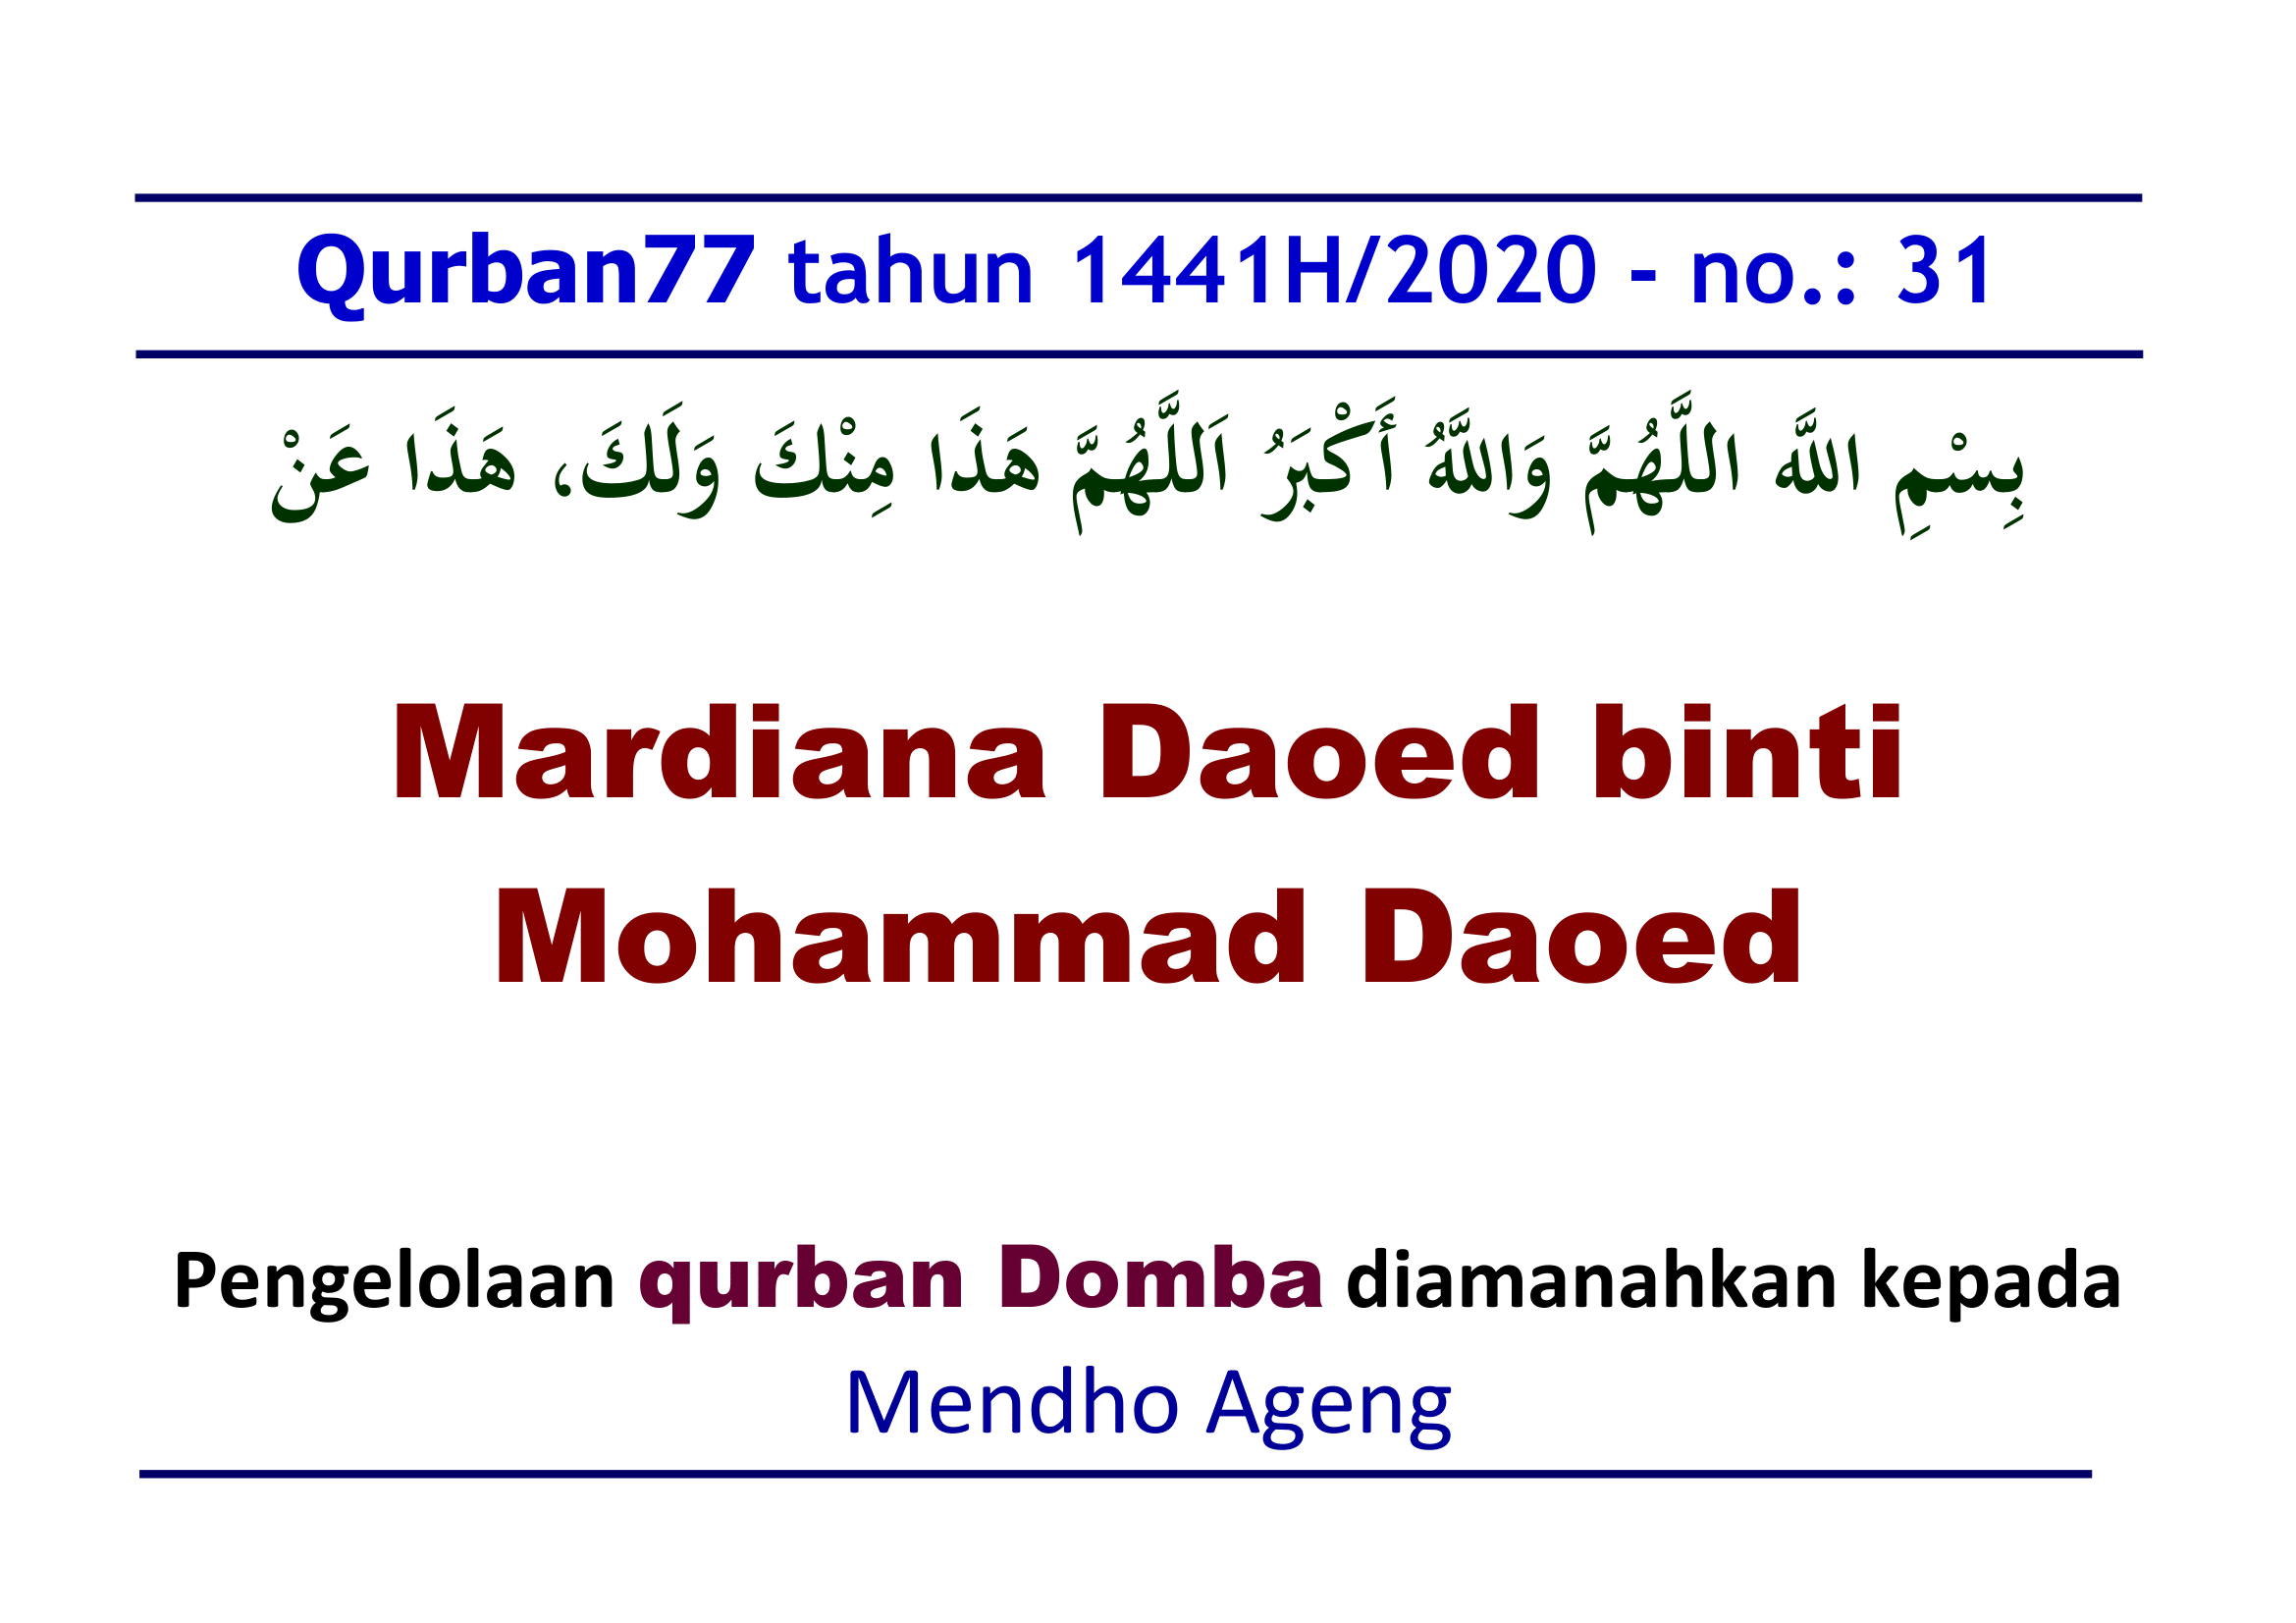 Qurban77 tahun 1441H/2020 - no.: 31
بِسْمِ اللَّه اللَّهُمَّ وَاللَّهُ أَكْبَرُ اَللَّهُمَّ هَذَا مِنْكَ وَلَكَ، هَذَا عَنْ
Mardiana Daoed binti
Mohammad Daoed
Pengelolaan qurban Domba diamanahkan kepada
Mendho Ageng